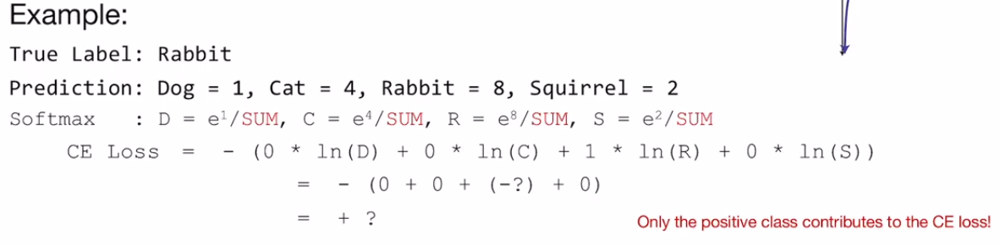 Example:
True Label: Rabbit
Prediction: Dog = 1, Cat = 4, Rabbit = 8, Squirrel = 2
Softmax : D = e¹/SUM, C = e⁴/SUM, R = e⁸/SUM, S = e²/SUM
CE Loss = - (0 * ln(D) + 0 * ln(C) + 1 * ln(R) + 0 * ln(S))
= - (0 + 0 + (-?) + 0)
= + ?
Only the positive class contributes to the CE loss!